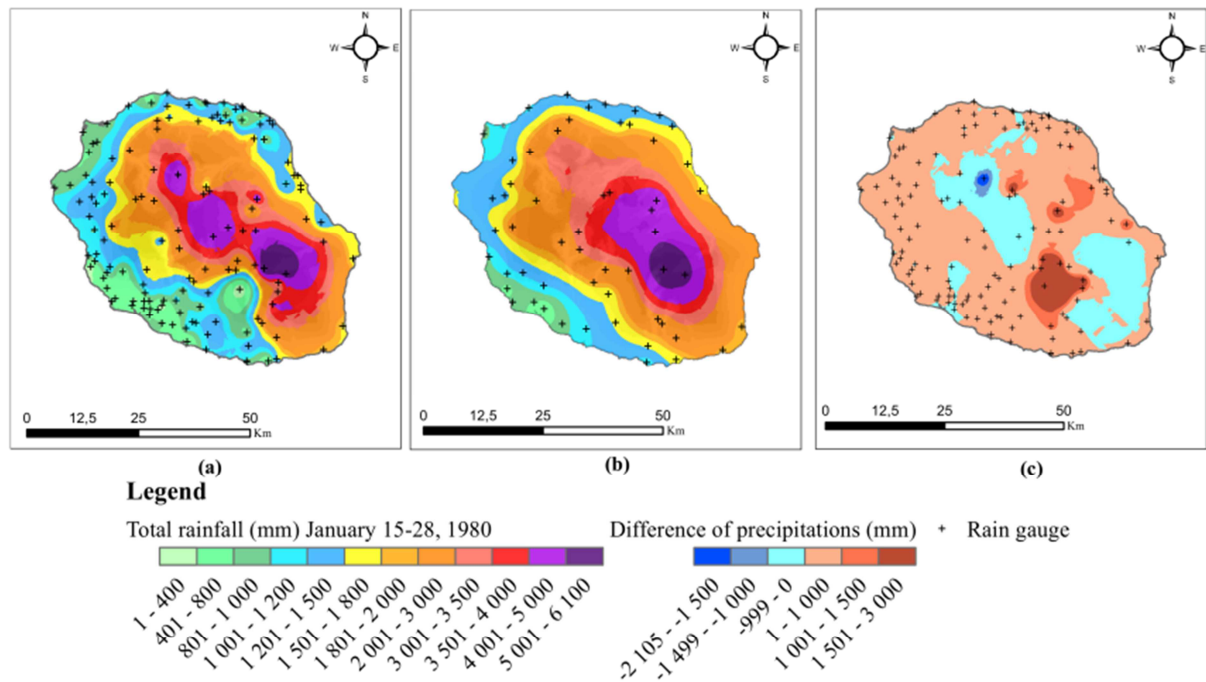 N
W E
S
N
W E
S
N
W E
S
0 12,5 25 50
Km
0 12,5 25 50
Km
0 12,5 25 50
Km
(a)
(b)
(c)
Legend
Total rainfall (mm) January 15-28, 1980
Difference of precipitations (mm)
+ Rain gauge
1 - 400
401 - 800
801 - 1 000
1 001 - 1 200
1 201 - 1 500
1 501 - 1 800
1 801 - 2 000
2 001 - 3 000
3 001 - 3 500
3 501 - 4 000
4 001 - 5 000
5 001 - 6 100
-2 105 - -1 500
-1 499 - -1 000
-999 - 0
1 - 1 000
1 001 - 1 500
1 501 - 3 000